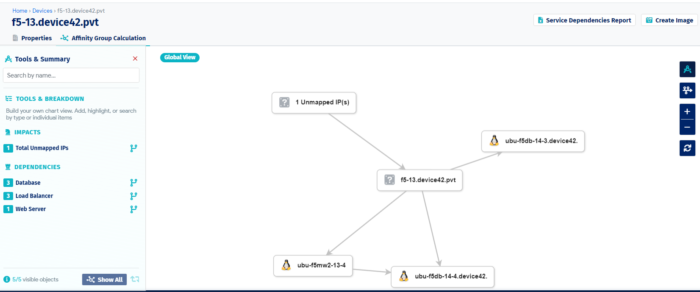 Home › Devices › f5-13.device42.pvt
f5-13.device42.pvt
Service Dependencies Report
Create Image
Properties
Affinity Group Calculation
Tools & Summary
Global View
Search by name...
TOOLS & BREAKDOWN
Build your own chart view. Add, highlight, or search
by type or individual items
IMPACTS
1 Total Unmapped IPs
DEPENDENCIES
Database
3 Load Balancer
1 Web Server
5/5 visible objects
Show All
1 Unmapped IP(s)
ubu-f5db-14-3.device42.
f5-13.device42.pvt
ubu-f5mw2-13-4
ubu-f5db-14-4.device42.